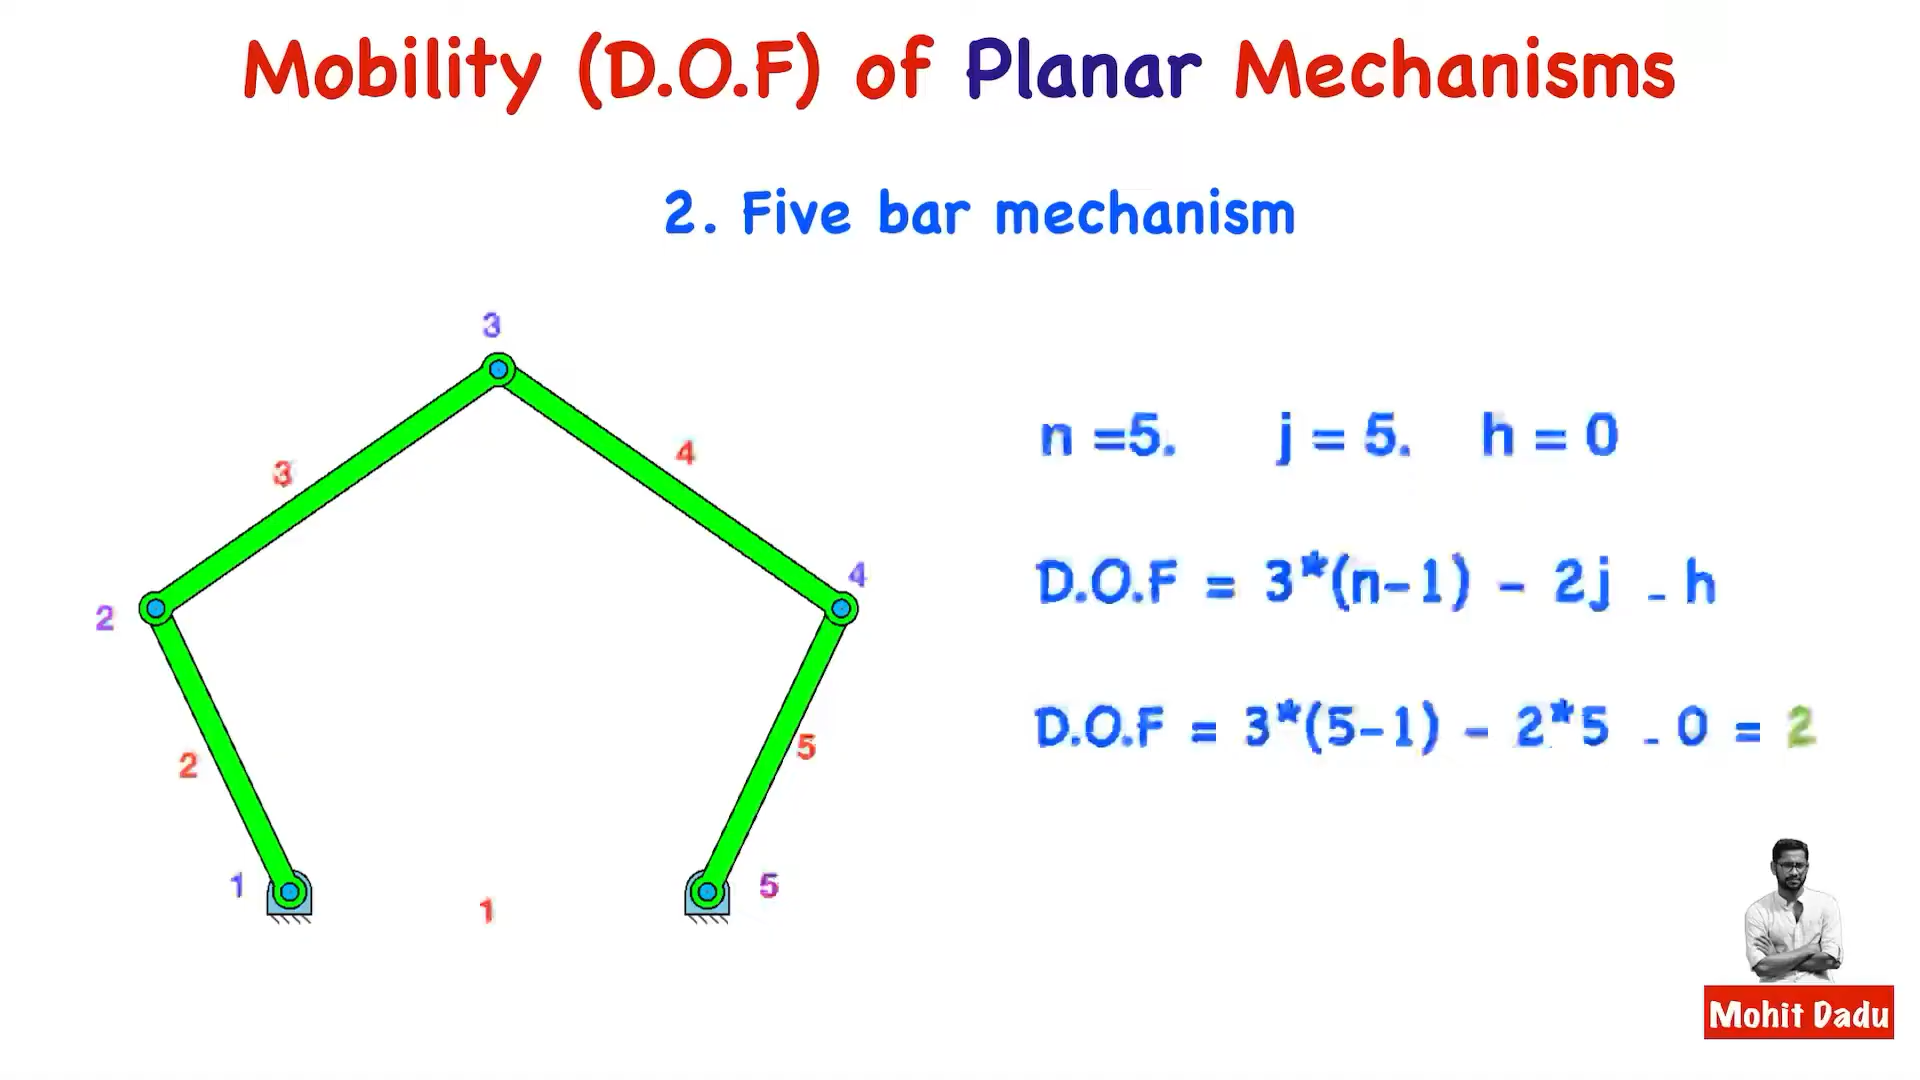 Mobility (D.O.F) of Planar Mechanisms
2. Five bar mechanism
3
3
4
n =5. j = 5. h = 0
2
4
D.O.F = 3*(n-1) - 2j - h
2
5
D.O.F = 3*(5-1) - 2*5 - 0 = 2
1
1
5
Mohit Dadu